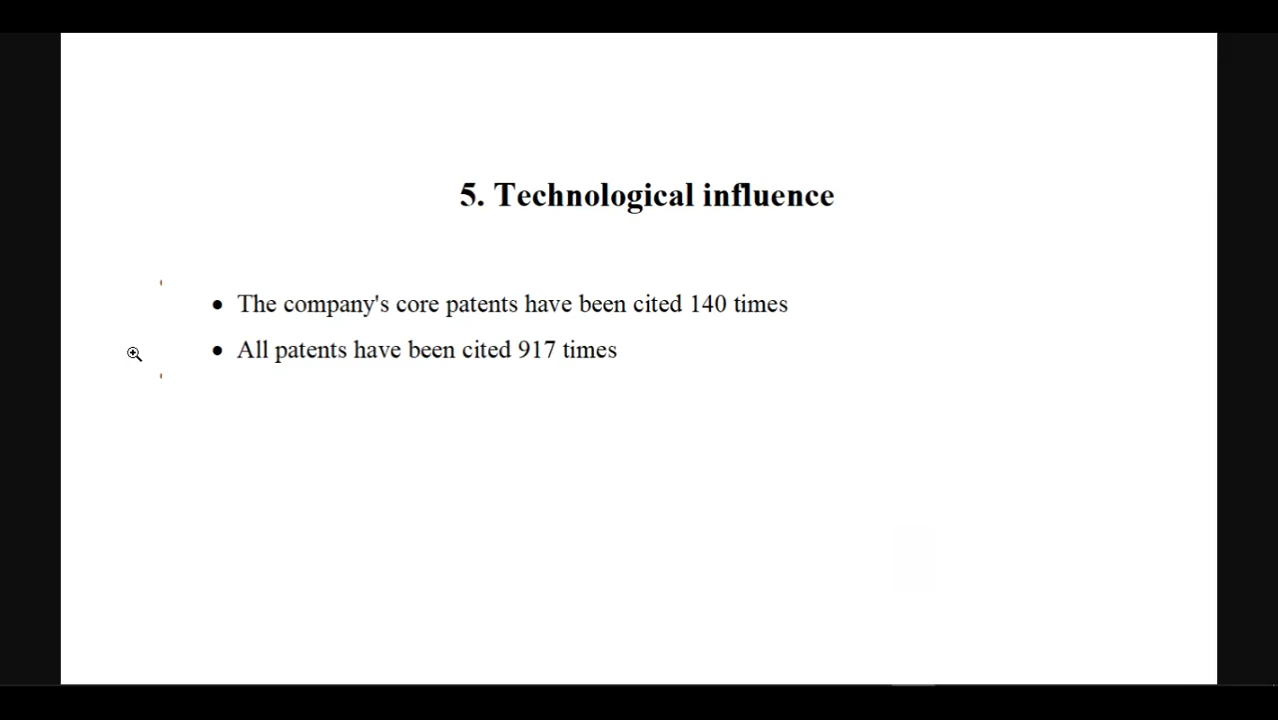 5. Technological influence
• The company's core patents have been cited 140 times
• All patents have been cited 917 times